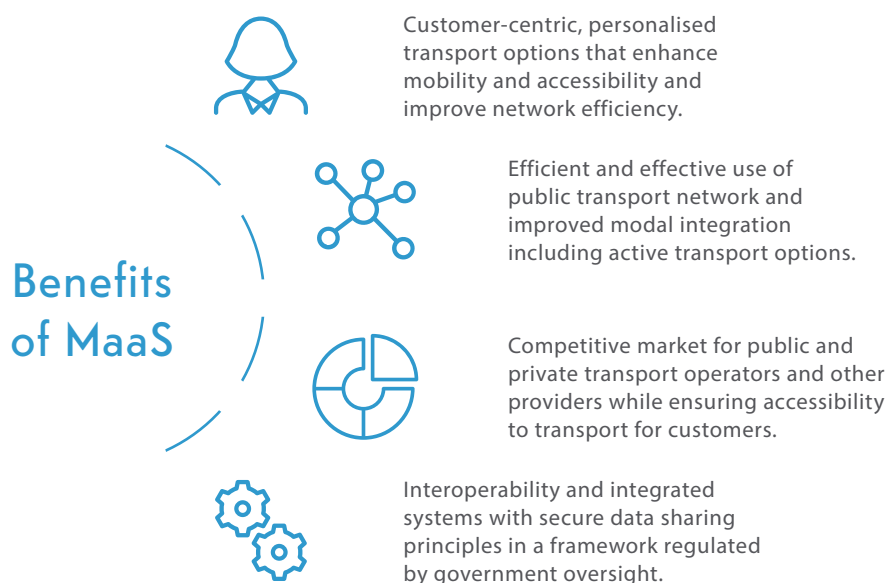 Customer-centric, personalised
transport options that enhance
mobility and accessibility and
improve network efficiency.
Efficient and effective use of
public transport network and
improved modal integration
including active transport options.
Benefits
of MaaS
Competitive market for public and
private transport operators and other
providers while ensuring accessibility
to transport for customers.
Interoperability and integrated
systems with secure data sharing
principles in a framework regulated
by government oversight.